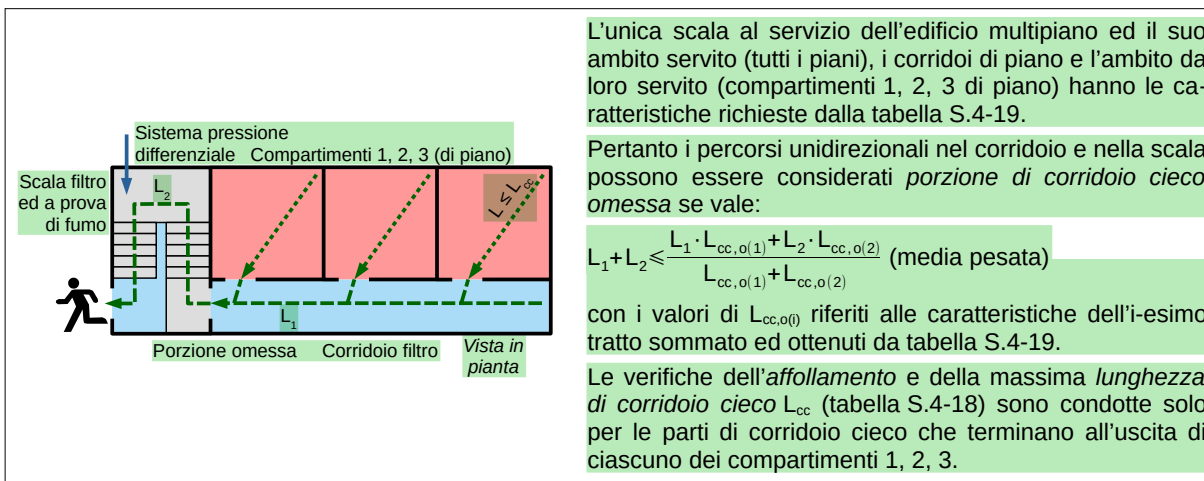 Sistema pressione
differenziale Compartimenti 1, 2, 3 (di piano)
Scala filtro
ed a prova
di fumo
L₂
L ≤ L_cc
L₁
Porzione omessa Corridoio filtro Vista in
pianta
L'unica scala al servizio dell'edificio multipiano ed il suo
ambito servito (tutti i piani), i corridoi di piano e l'ambito da
loro servito (compartimenti 1, 2, 3 di piano) hanno le ca-
ratteristiche richieste dalla tabella S.4-19.
Pertanto i percorsi unidirezionali nel corridoio e nella scala
possono essere considerati porzione di corridoio cieco
omessa se vale:
L₁+L₂ ≤ (L₁·L_cc,o(1)+L₂·L_cc,o(2)) / (L_cc,o(1)+L_cc,o(2)) (media pesata)
con i valori di L_cc,o(i) riferiti alle caratteristiche dell'i-esimo
tratto sommato ed ottenuti da tabella S.4-19.
Le verifiche dell'affollamento e della massima lunghezza
di corridoio cieco L_cc (tabella S.4-18) sono condotte solo
per le parti di corridoio cieco che terminano all'uscita di
ciascuno dei compartimenti 1, 2, 3.